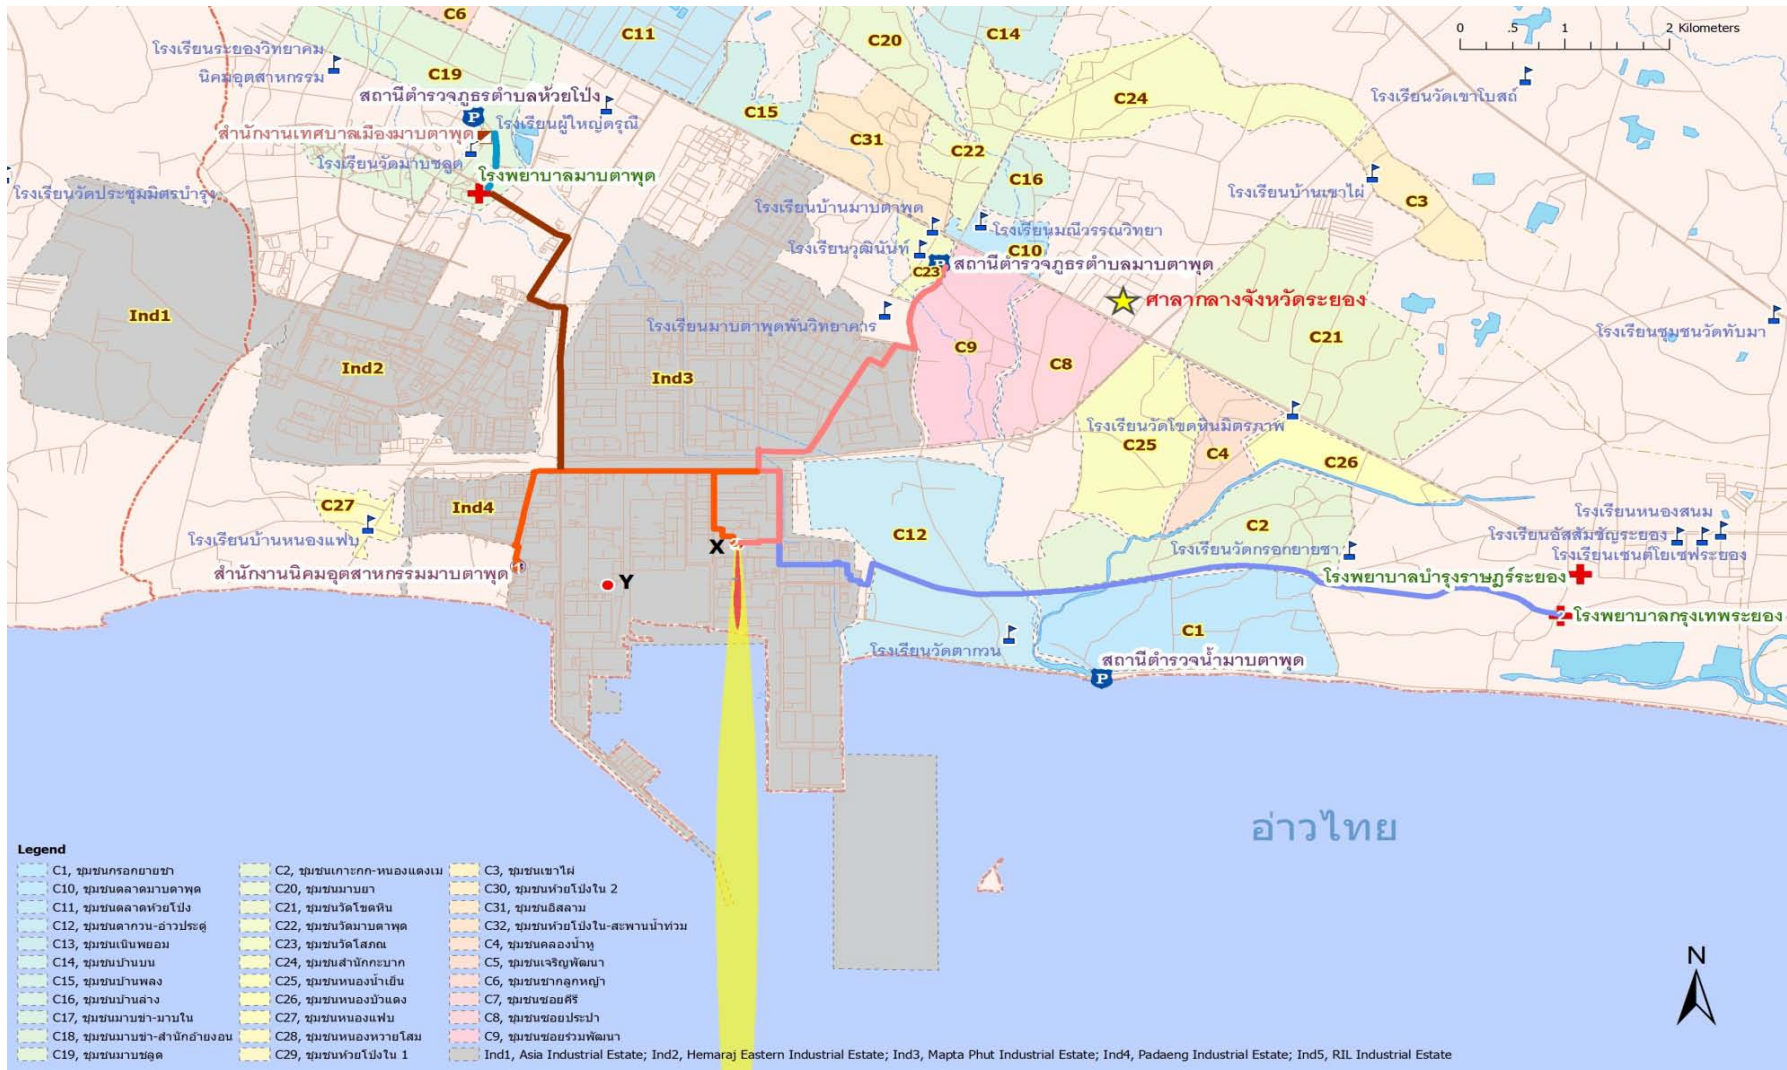 C6
C11
C20
C14
0 .5 1 2 Kilometers
โรงเรียนระยองวิทยาคม
นิคมอุตสาหกรรม
C19
โรงเรียนวัดเขาโบสถ์
สถานีตำรวจภูธรตำบลห้วยโป่ง
C24
C15
โรงเรียนผู้ใหญ่ดรุณี
สำนักงานเทศบาลเมืองมาบตาพุด
C31
C22
โรงเรียนวัดมาบชลูด
โรงพยาบาลมาบตาพุด
C16
โรงเรียนวัดประชุมมิตรบำรุง
โรงเรียนบ้านเขาไผ่
C3
โรงเรียนบ้านมาบตาพุด
โรงเรียนมณีวรรณวิทยา
โรงเรียนวุฒินันท์
C10
สถานีตำรวจภูธรตำบลมาบตาพุด
C23
ศาลากลางจังหวัดระยอง
Ind1
โรงเรียนมาบตาพุดพันวิทยาคาร
โรงเรียนชุมชนวัดทับมา
C21
C9
C8
Ind2
Ind3
โรงเรียนวัดโขดหินมิตรภาพ
C25
C4
C26
C27
Ind4
โรงเรียนหนองสนม
C2
C12
โรงเรียนอัสสัมชัญระยอง
โรงเรียนบ้านหนองแฟบ
X
โรงเรียนวัดกรอกยายชา
โรงเรียนเซนต์โยเซฟระยอง
สำนักงานนิคมอุตสาหกรรมมาบตาพุด
1
Y
โรงพยาบาลบำรุงราษฎร์ระยอง
โรงพยาบาลกรุงเทพระยอง
C1
โรงเรียนวัดตากวน
สถานีตำรวจน้ำมาบตาพุด
P
อ่าวไทย
Legend
C1, ชุมชนกรอกยายชา
C10, ชุมชนตลาดมาบตาพุด
C11, ชุมชนตลาดห้วยโป่ง
C12, ชุมชนตากวน-อ่าวประดู่
C13, ชุมชนเนินพยอม
C14, ชุมชนบ้านบน
C15, ชุมชนบ้านพลง
C16, ชุมชนบ้านล่าง
C17, ชุมชนมาบข่า-มาบใน
C18, ชุมชนมาบข่า-สำนักอ้ายงอน
C19, ชุมชนมาบชลูด
C2, ชุมชนเกาะกก-หนองแตงเม
C20, ชุมชนมาบยา
C21, ชุมชนวัดโขดหิน
C22, ชุมชนวัดมาบตาพุด
C23, ชุมชนวัดโสภณ
C24, ชุมชนสำนักกะบาก
C25, ชุมชนหนองน้ำเย็น
C26, ชุมชนหนองบัวแดง
C27, ชุมชนหนองแฟบ
C28, ชุมชนหนองหวายโสม
C29, ชุมชนห้วยโป่งใน 1
C3, ชุมชนเขาไผ่
C30, ชุมชนห้วยโป่งใน 2
C31, ชุมชนอิสลาม
C32, ชุมชนห้วยโป่งใน-สะพานน้ำท่วม
C4, ชุมชนคลองน้ำหู
C5, ชุมชนเจริญพัฒนา
C6, ชุมชนชากลูกหญ้า
C7, ชุมชนซอยคีรี
C8, ชุมชนซอยประปา
C9, ชุมชนซอยร่วมพัฒนา
Ind1, Asia Industrial Estate; Ind2, Hemaraj Eastern Industrial Estate; Ind3, Mapta Phut Industrial Estate; Ind4, Padaeng Industrial Estate; Ind5, RIL Industrial Estate
N